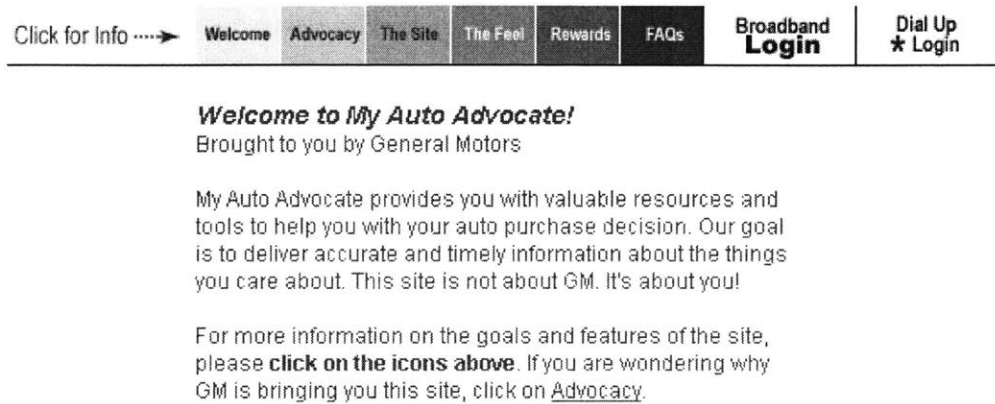 Click for Info Welcome Advocacy The Site The Feel Rewards FAQs Broadband Login Dial Up * Login
Welcome to My Auto Advocate!
Brought to you by General Motors
My Auto Advocate provides you with valuable resources and
tools to help you with your auto purchase decision. Our goal
is to deliver accurate and timely information about the things
you care about. This site is not about GM. It's about you!
For more information on the goals and features of the site,
please click on the icons above. If you are wondering why
GM is bringing you this site, click on Advocacy.